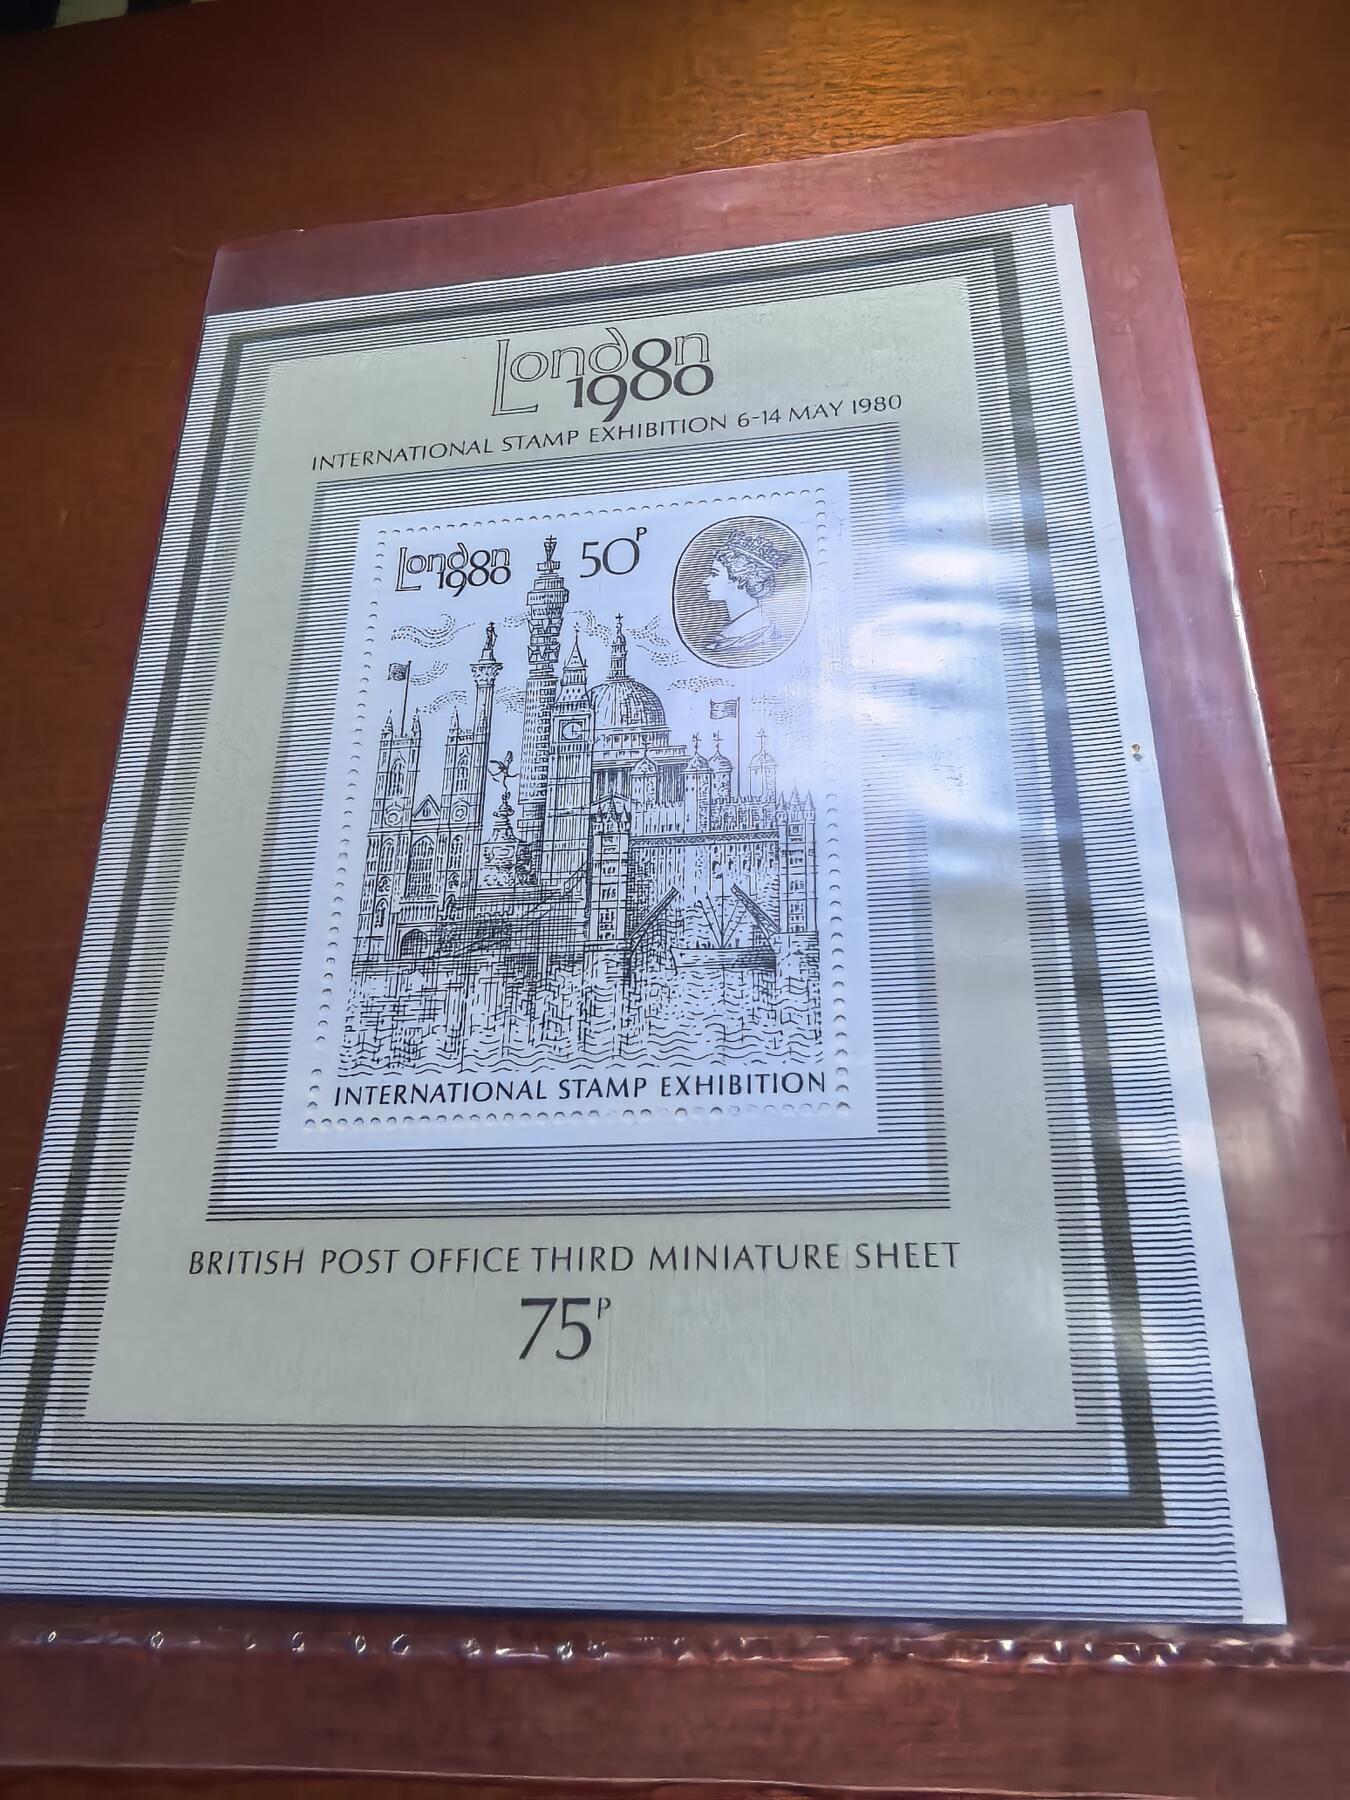 London
1980
INTERNATIONAL STAMP EXHIBITION 6-14 MAY 1980
London
1980
50P
INTERNATIONAL STAMP EXHIBITION
BRITISH POST OFFICE THIRD MINIATURE SHEET
75P